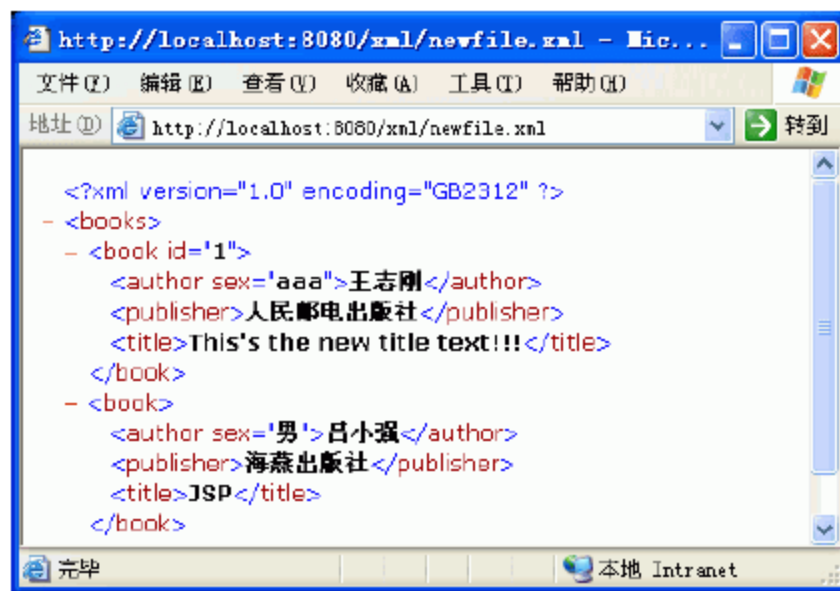 http://localhost:8080/xml/newfile.xml - Mic...
文件(F) 编辑(E) 查看(V) 收藏(A) 工具(T) 帮助(H)
地址(D) http://localhost:8080/xml/newfile.xml 转到
<?xml version="1.0" encoding="GB2312" ?>
- <books>
- <book id="1">
<author sex="aaa">王志刚</author>
<publisher>人民邮电出版社</publisher>
<title>This's the new title text!!!</title>
</book>
- <book>
<author sex="男">吕小强</author>
<publisher>海燕出版社</publisher>
<title>JSP</title>
</book>
完毕 本地 Intranet